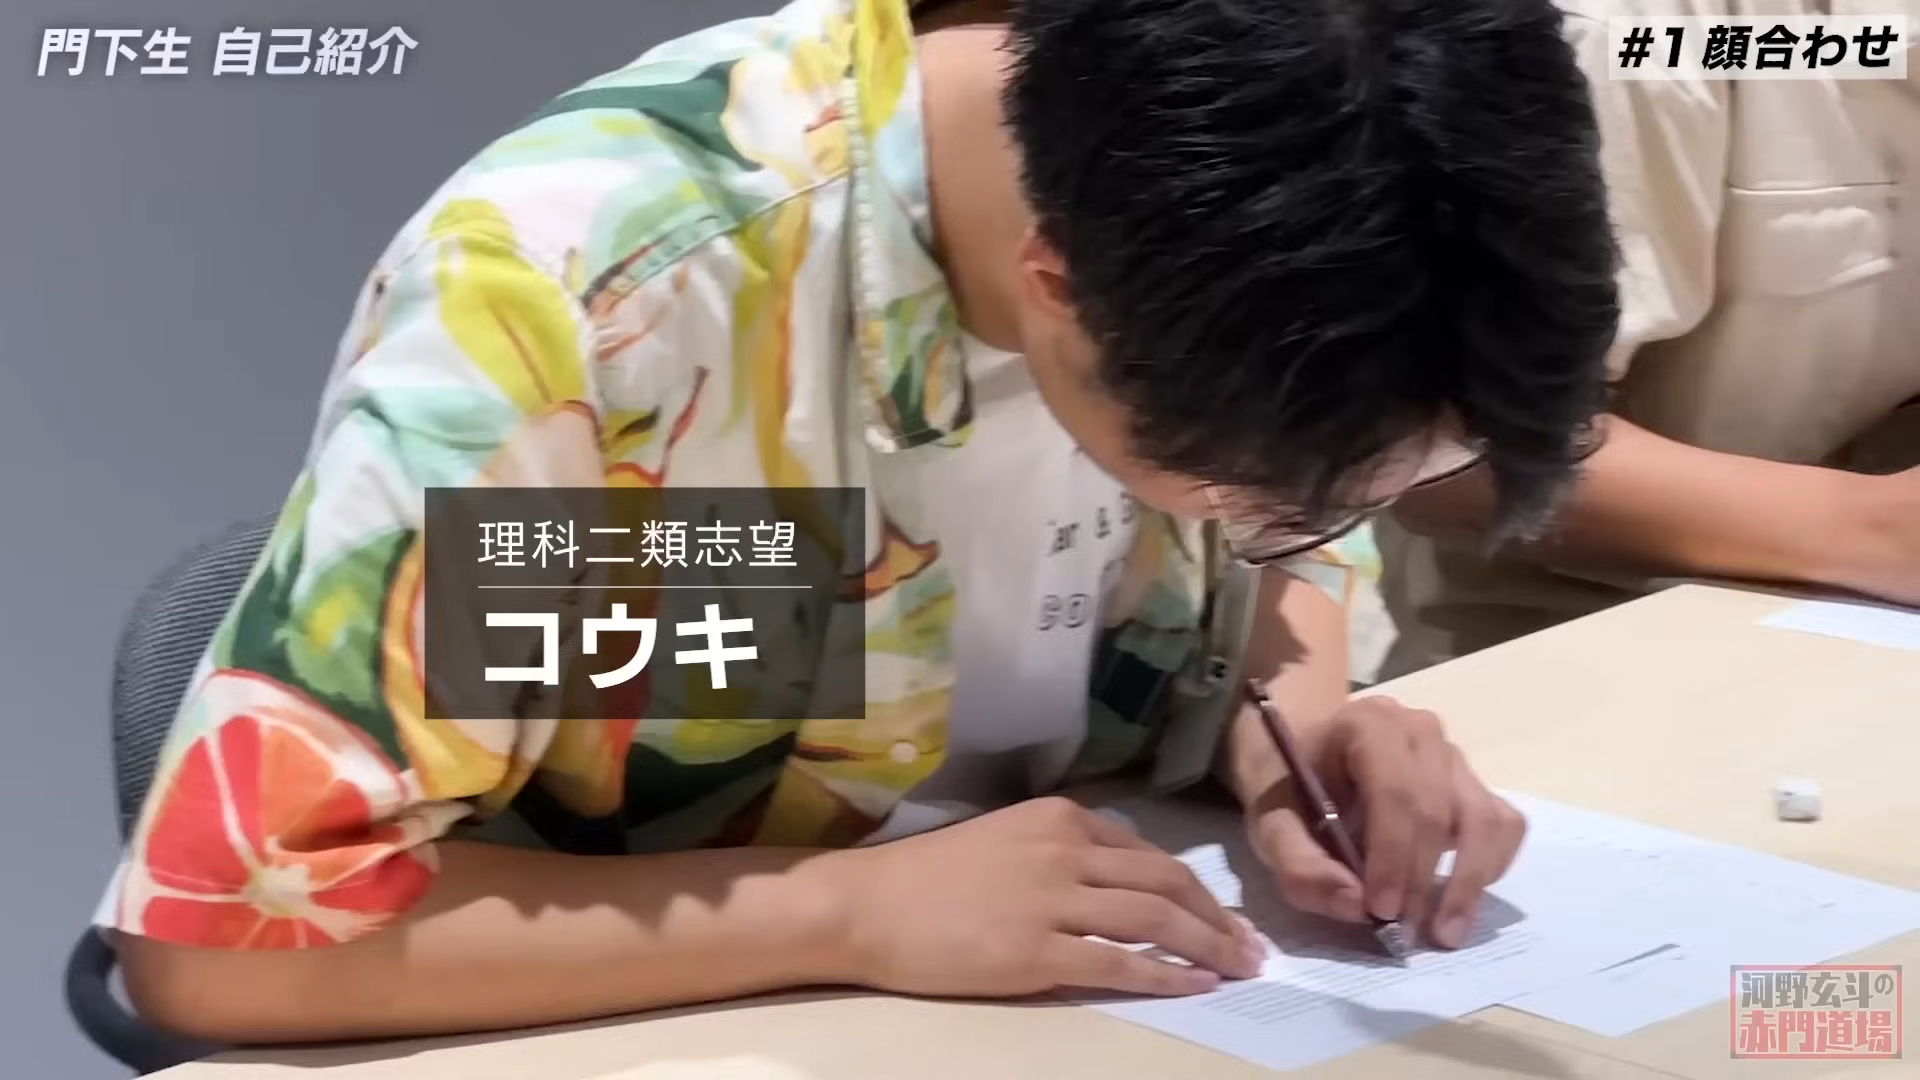 門下生 自己紹介
#1 顔合わせ
理科二類志望
コウキ
河野玄斗の
赤門道場